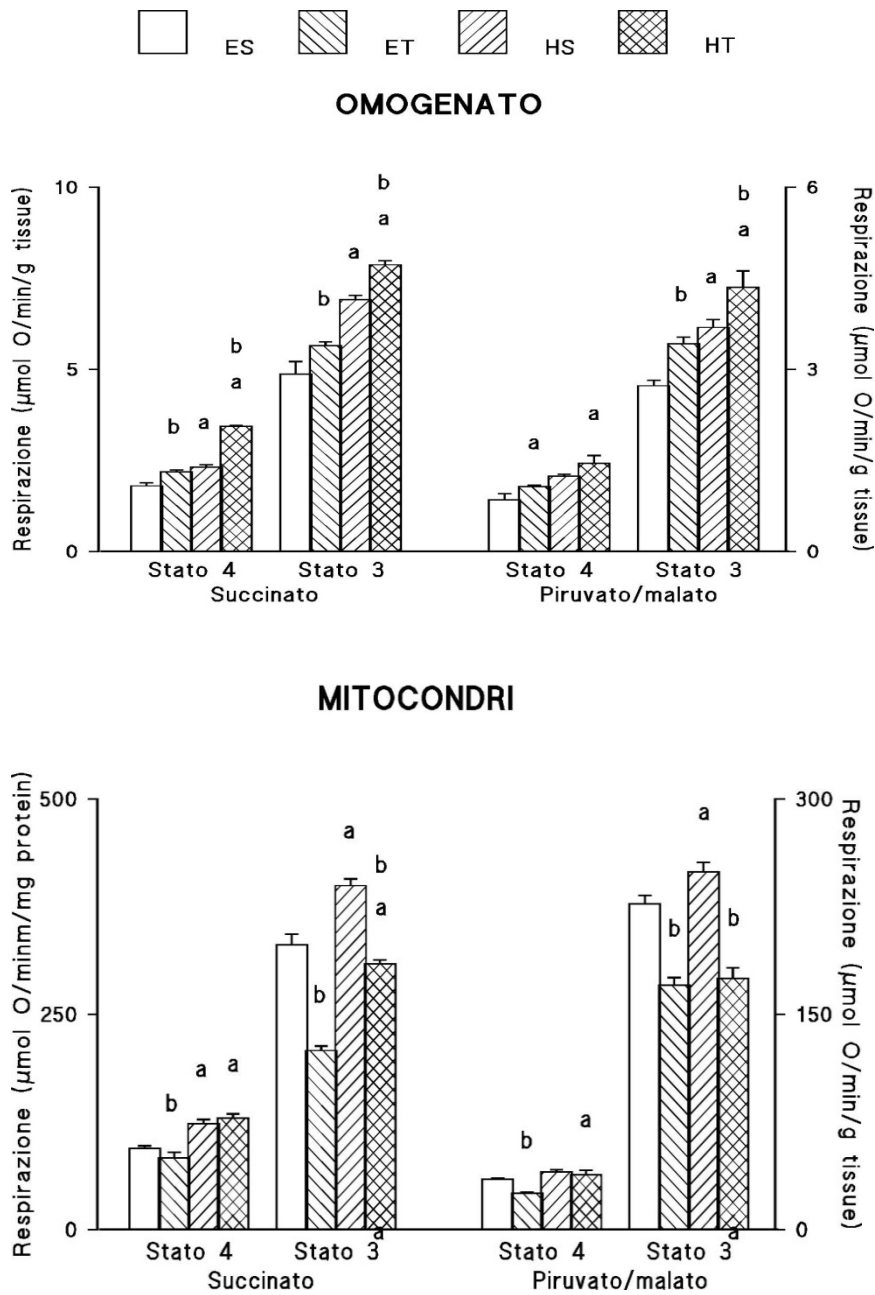 ES ET HS HT
OMOGENATO
Respirazione (µmol O/min/g tissue)
10
5
0
b
b a
b a
a
b
a
b
a
a a
b
a
b
a
6
3
0
Respirazione (µmol O/min/g tissue)
Stato 4 Stato 3 Stato 4 Stato 3
Succinato Piruvato/malato
MITOCONDRI
Respirazione (µmol O/minm/mg protein)
500
250
0
b
a a
b
a
b
a
b
a
b
a
b
a
300
150
0
Respirazione (µmol O/min/g tissue)
a a
Stato 4 Stato 3 Stato 4 Stato 3
Succinato Piruvato/malato